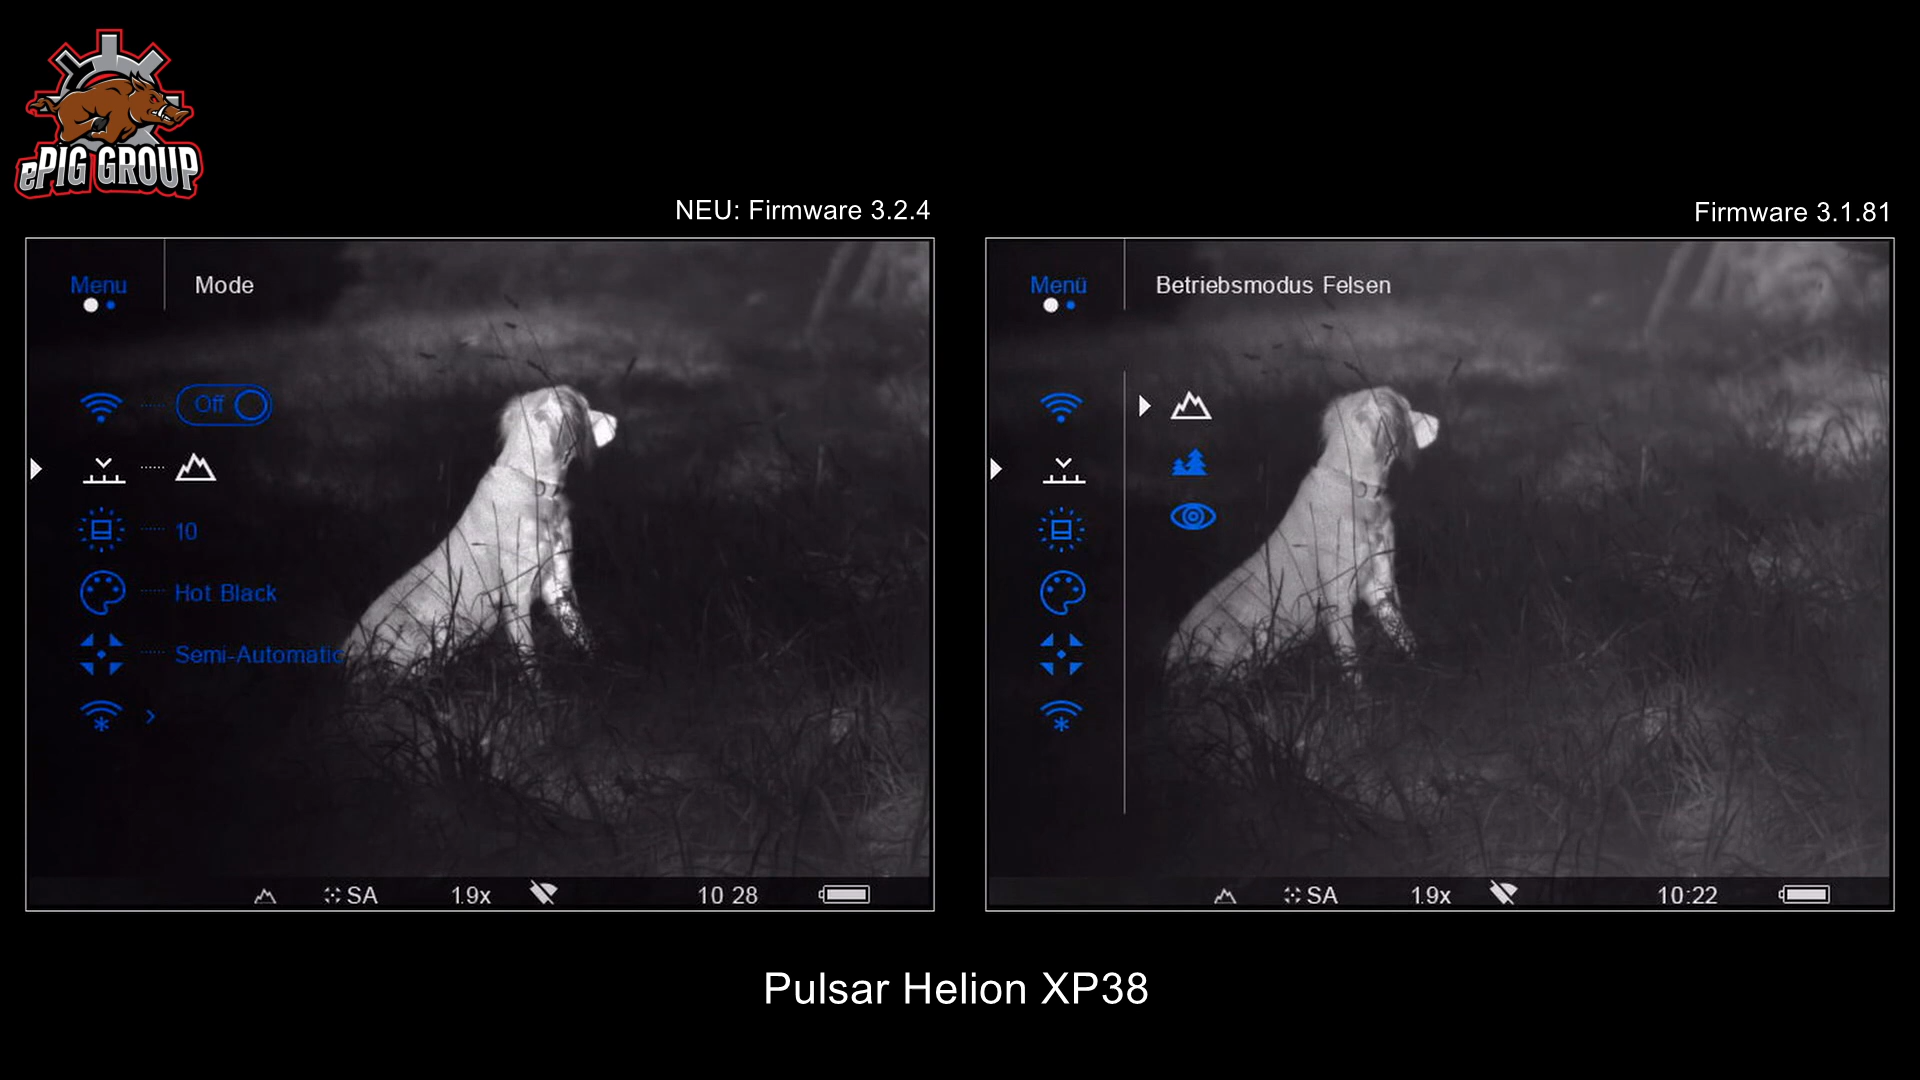 ePIG GROUP
NEU: Firmware 3.2.4
Firmware 3.1.81
Menu
Mode
Off
10
Hot Black
Semi-Automatic
SA
1.9x
10 28
Menü
Betriebsmodus Felsen
SA
1.9x
10:22
Pulsar Helion XP38